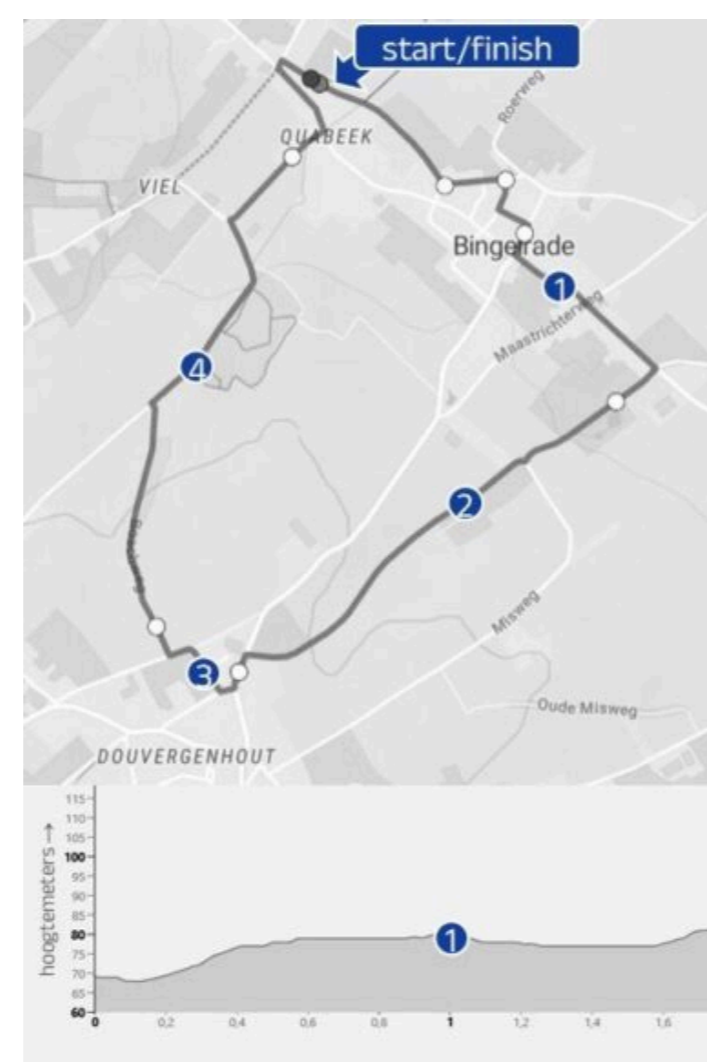 start/finish
Roerweg
QUABEEK
VIEL
Bingelrade
1
Maastrichterweg
4
2
Misweg
3
Oude Misweg
DOUVERGENHOUT
hoogtemeters →
115
110
105
100
95
90
85
80
75
70
65
60
1
0
0,2
0,4
0,6
0,8
1
1,2
1,4
1,6